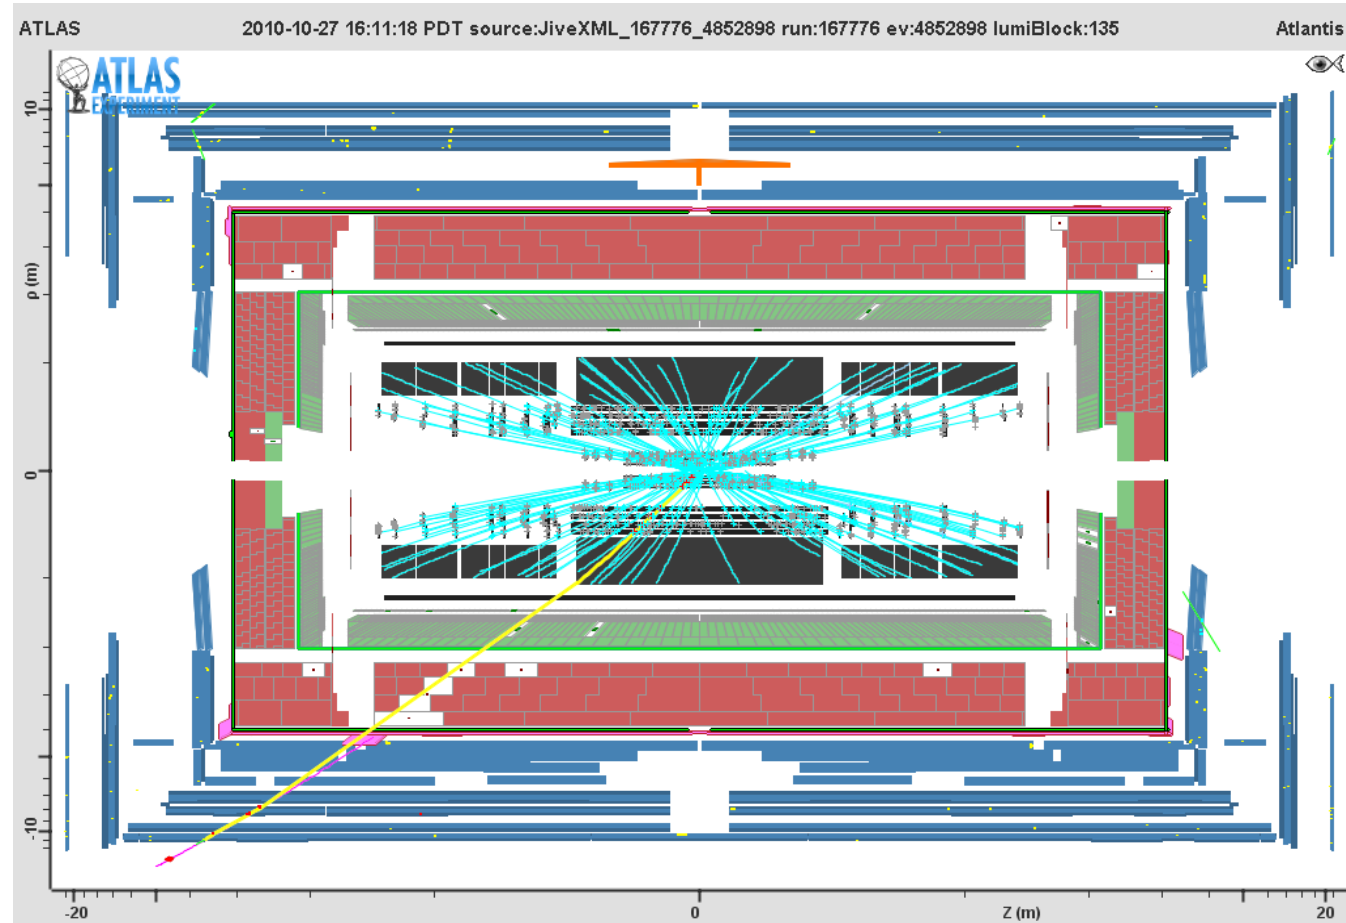 ATLAS 2010-10-27 16:11:18 PDT source:JiveXML_167776_4852898 run:167776 ev:4852898 lumiBlock:135 Atlantis
ATLAS
EXPERIMENT
10
ρ (m)
0
-10
-20 0 Z (m) 20